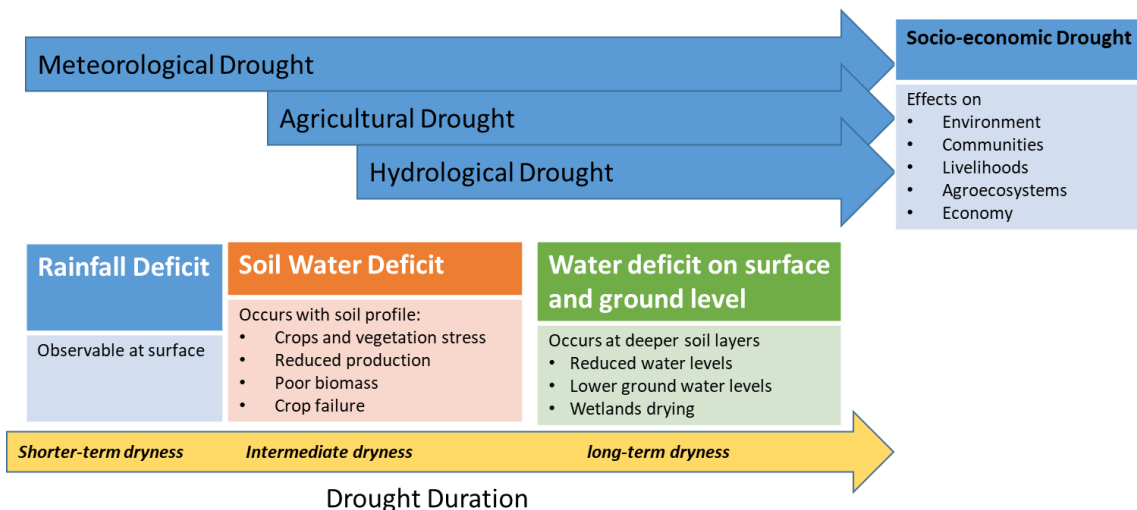 Meteorological Drought
Agricultural Drought
Hydrological Drought
Socio-economic Drought
Effects on
• Environment
• Communities
• Livelihoods
• Agroecosystems
• Economy
Rainfall Deficit
Observable at surface
Soil Water Deficit
Occurs with soil profile:
• Crops and vegetation stress
• Reduced production
• Poor biomass
• Crop failure
Water deficit on surface
and ground level
Occurs at deeper soil layers
• Reduced water levels
• Lower ground water levels
• Wetlands drying
Shorter-term dryness
Intermediate dryness
long-term dryness
Drought Duration